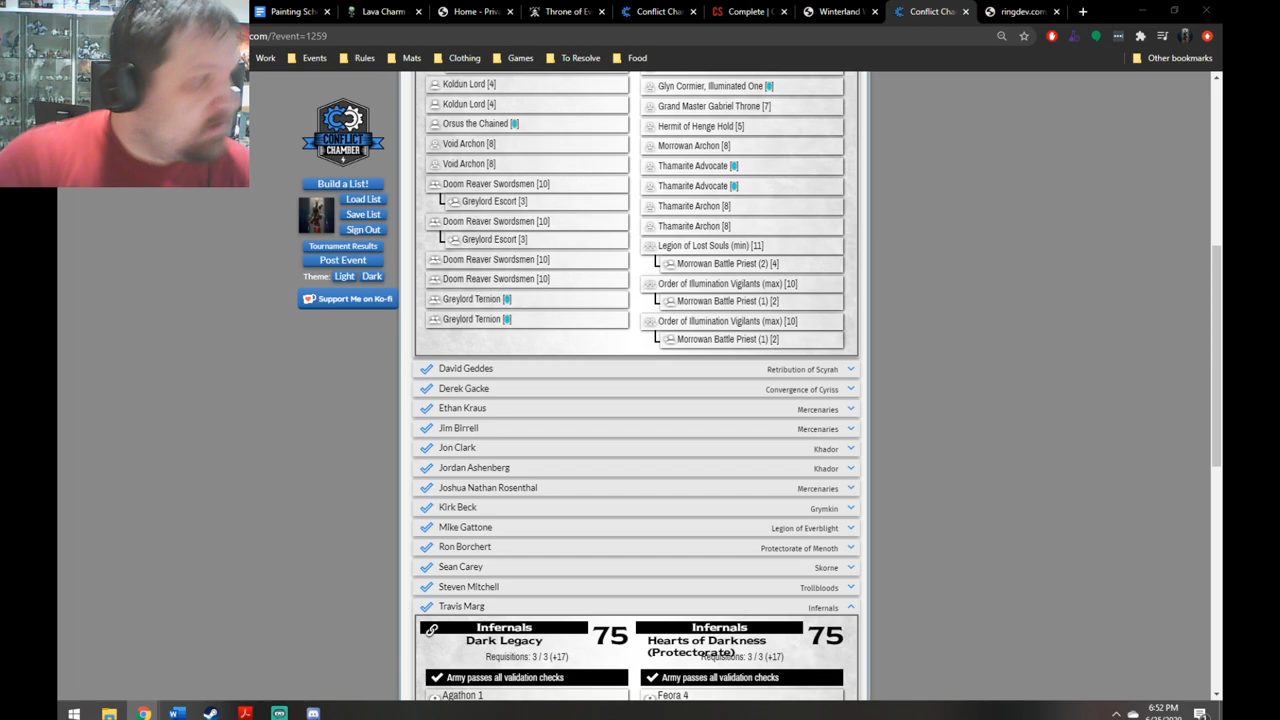 Painting Sch
Lava Charm
Home - Priv
Throne of Ev
Conflict Cha
Complete | C
Winterland W
Conflict Cha
ringdev.com
com/?event=1259
Work
Events
Rules
Mats
Clothing
Games
To Resolve
Food
Other bookmarks
CONFLICT
CHAMBER
Build a List!
Load List
Save List
Sign Out
Tournament Results
Post Event
Theme: Light Dark
Support Me on Ko-fi
Koldun Lord [4]
Koldun Lord [4]
Orsus the Chained
Void Archon [8]
Void Archon [8]
Doom Reaver Swordsmen [10]
Greylord Escort [3]
Doom Reaver Swordsmen [10]
Greylord Escort [3]
Doom Reaver Swordsmen [10]
Doom Reaver Swordsmen [10]
Greylord Ternion
Greylord Ternion
Glyn Cormier, Illuminated One
Grand Master Gabriel Throne [7]
Hermit of Henge Hold [5]
Morrowan Archon [8]
Thamarite Advocate
Thamarite Advocate
Thamarite Archon [8]
Thamarite Archon [8]
Legion of Lost Souls (min) [11]
Morrowan Battle Priest (2) [4]
Order of Illumination Vigilants (max) [10]
Morrowan Battle Priest (1) [2]
Order of Illumination Vigilants (max) [10]
Morrowan Battle Priest (1) [2]
David Geddes Retribution of Scyrah
Derek Gacke Convergence of Cyriss
Ethan Kraus Mercenaries
Jim Birrell Mercenaries
Jon Clark Khador
Jordan Ashenberg Khador
Joshua Nathan Rosenthal Mercenaries
Kirk Beck Grymkin
Mike Gattone Legion of Everblight
Ron Borchert Protectorate of Menoth
Sean Carey Skorne
Steven Mitchell Trollbloods
Travis Marg Infernals
Infernals
Dark Legacy
75
Requisitions: 3 / 3 (+17)
Army passes all validation checks
Agathon 1
Infernals
Hearts of Darkness
(Protectorate)
75
Requisitions: 3 / 3 (+17)
Army passes all validation checks
Feora 4
6:52 PM
6/25/2020